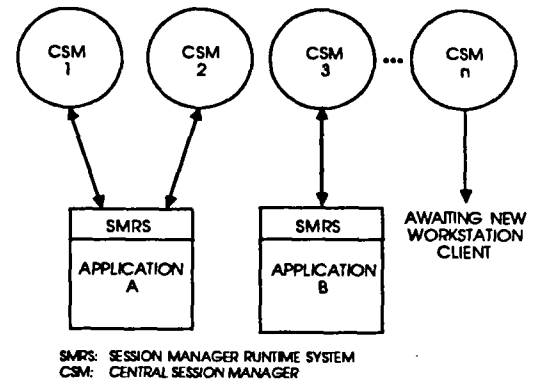 CSM
1
CSM
2
CSM
3
...
CSM
n
SMRS
APPLICATION
A
SMRS
APPLICATION
B
AWAITING NEW
WORKSTATION
CLIENT
SMRS: SESSION MANAGER RUNTIME SYSTEM
CSM: CENTRAL SESSION MANAGER